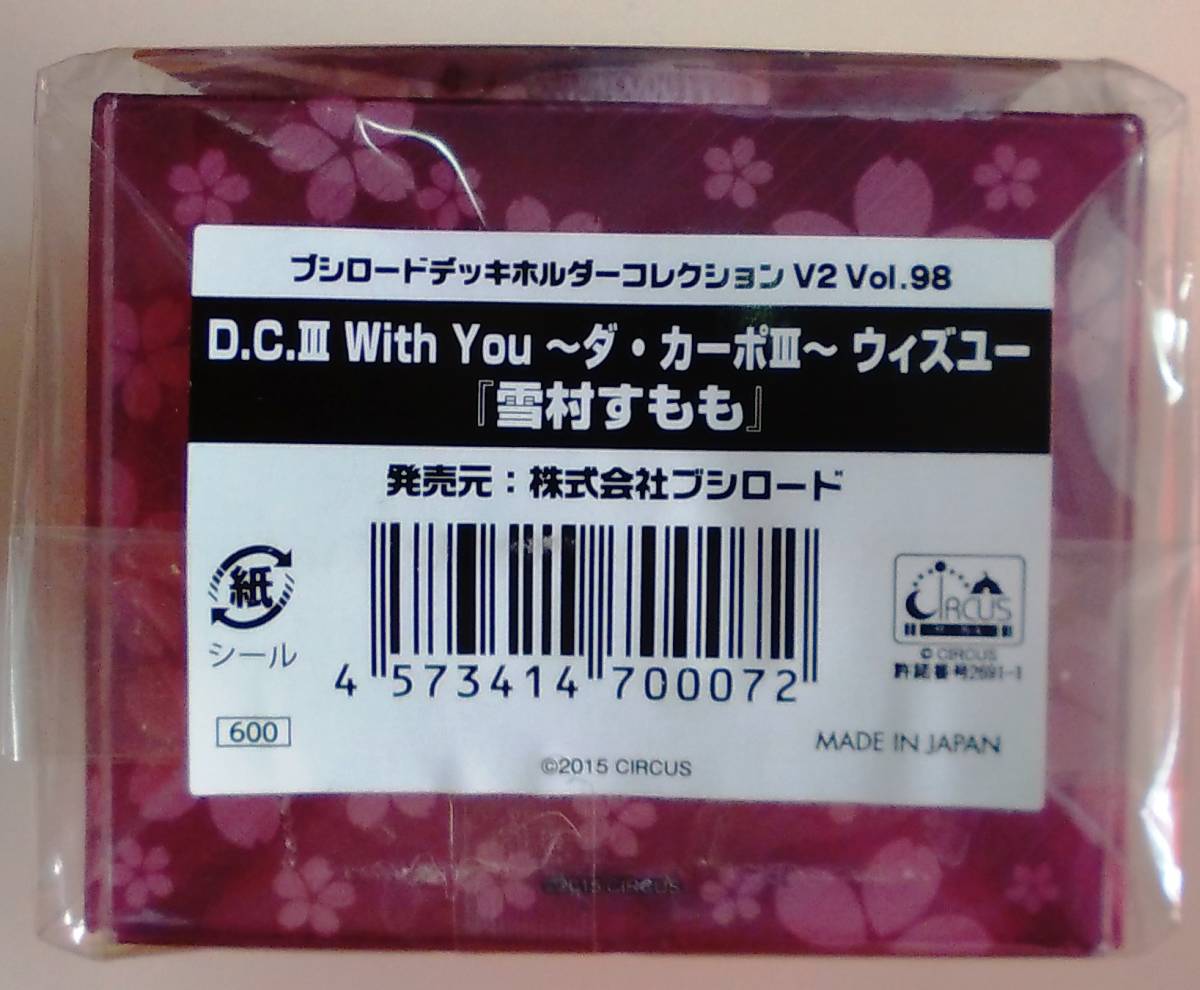 ブシロードデッキホルダーコレクション V2 Vol.98
D.C.Ⅲ With You ～ダ・カーポⅢ～ ウィズユー
『雪村すもも』
発売元：株式会社ブシロード
紙
シール
4 573414 700072
CIRCUS
© CIRCUS
許諾番号2691-1
600
MADE IN JAPAN
©2015 CIRCUS
©2015 CIRCUS